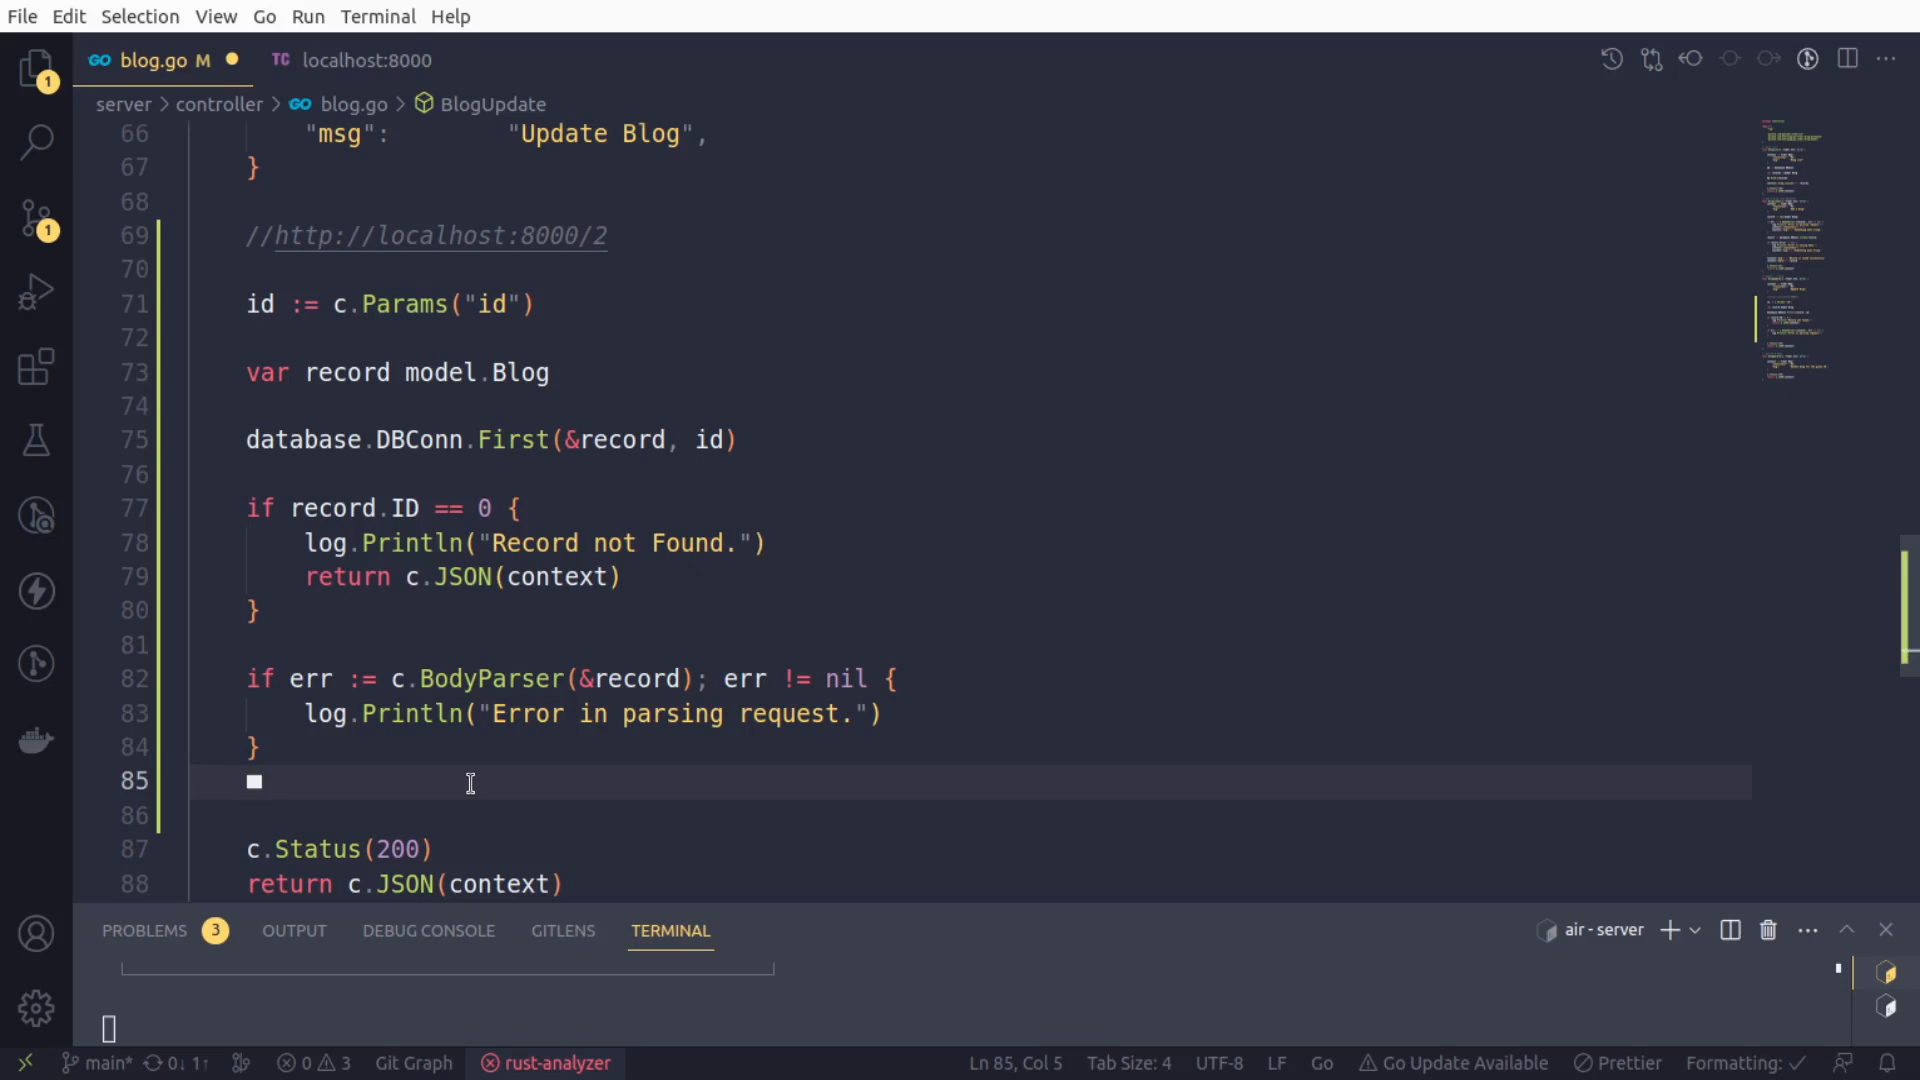 File Edit Selection View Go Run Terminal Help
GO blog.go M TC localhost:8000
server > controller > GO blog.go > BlogUpdate
66 "msg": "Update Blog",
67 }
68
69 //http://localhost:8000/2
70
71 id := c.Params("id")
72
73 var record model.Blog
74
75 database.DBConn.First(&record, id)
76
77 if record.ID == 0 {
78 log.Println("Record not Found.")
79 return c.JSON(context)
80 }
81
82 if err := c.BodyParser(&record); err != nil {
83 log.Println("Error in parsing request.")
84 }
85
86
87 c.Status(200)
88 return c.JSON(context)
1
1
PROBLEMS 3 OUTPUT DEBUG CONSOLE GITLENS TERMINAL air - server
main* 0↓ 1↑ 0 3 Git Graph rust-analyzer Ln 85, Col 5 Tab Size: 4 UTF-8 LF Go Go Update Available Prettier Formatting: ✓